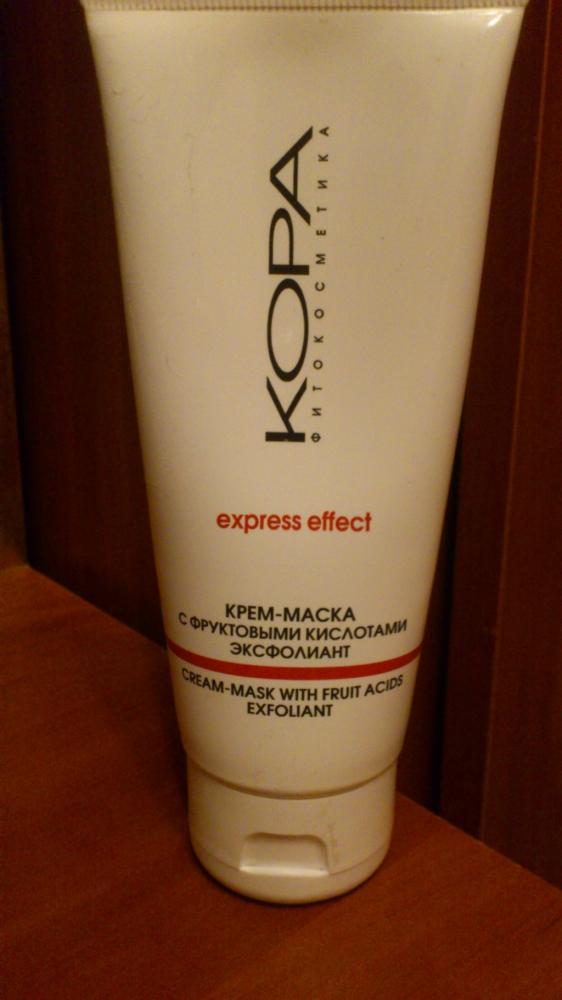 КОРА
ФИТОКОСМЕТИКА
express effect
КРЕМ-МАСКА
С ФРУКТОВЫМИ КИСЛОТАМИ
ЭКСФОЛИАНТ
CREAM-MASK WITH FRUIT ACIDS
EXFOLIANT